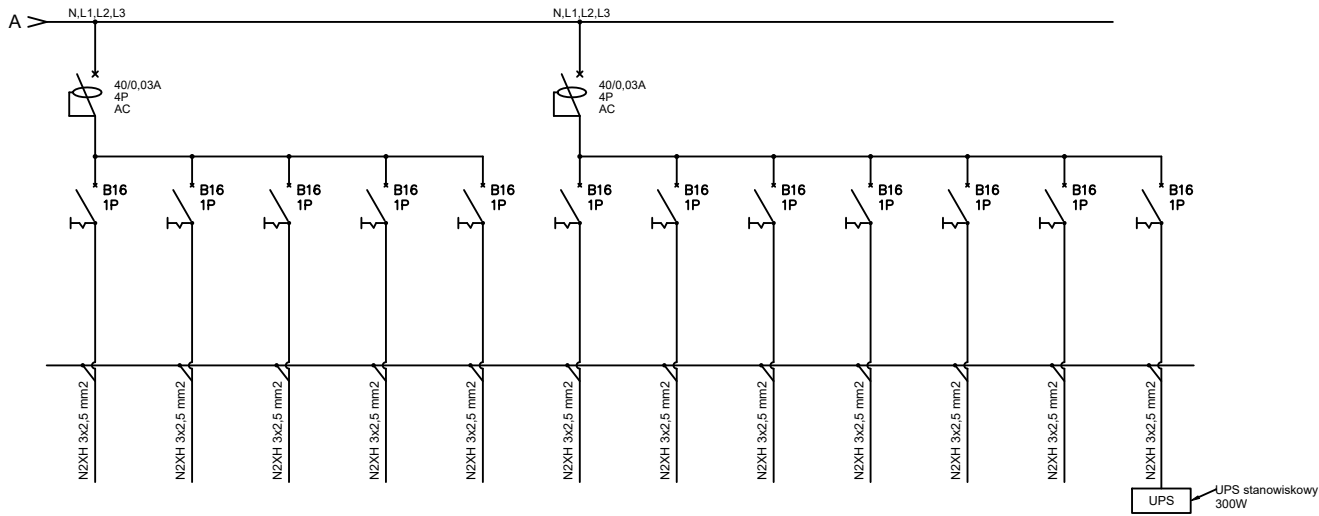 A
N,L1,L2,L3
N,L1,L2,L3
40/0,03A
4P
AC
40/0,03A
4P
AC
B16
1P
B16
1P
B16
1P
B16
1P
B16
1P
B16
1P
B16
1P
B16
1P
B16
1P
B16
1P
B16
1P
B16
1P
N2XH 3x2,5 mm2
N2XH 3x2,5 mm2
N2XH 3x2,5 mm2
N2XH 3x2,5 mm2
N2XH 3x2,5 mm2
N2XH 3x2,5 mm2
N2XH 3x2,5 mm2
N2XH 3x2,5 mm2
N2XH 3x2,5 mm2
N2XH 3x2,5 mm2
N2XH 3x2,5 mm2
N2XH 3x2,5 mm2
UPS
UPS stanowiskowy
300W